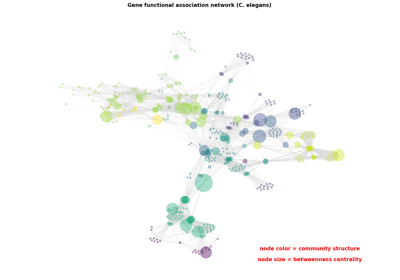 Gene functional association network (C. elegans)
node color = community structure
node size = betweenness centrality